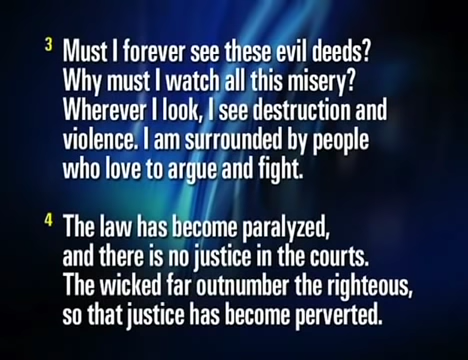 3 Must I forever see these evil deeds?
Why must I watch all this misery?
Wherever I look, I see destruction and
violence. I am surrounded by people
who love to argue and fight.
4 The law has become paralyzed,
and there is no justice in the courts.
The wicked far outnumber the righteous,
so that justice has become perverted.